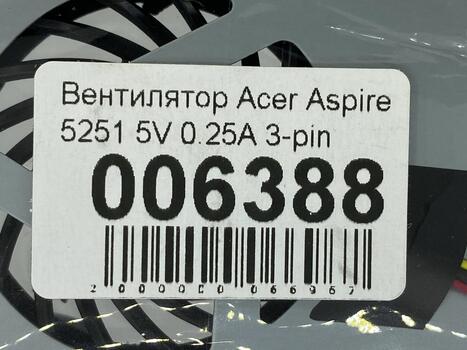 Вентилятор Acer Aspire
5251 5V 0.25A 3-pin
006388
2000000066967